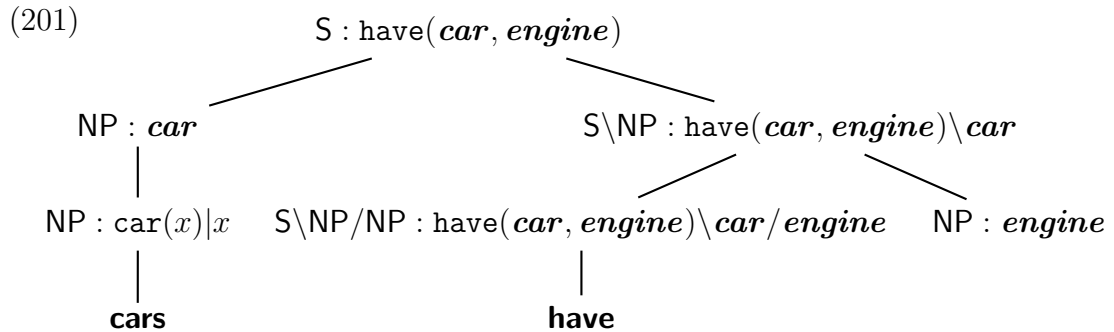 (201)
S : have(car, engine)
NP : car S\NP : have(car, engine)\car
NP : car(x)|x S\NP/NP : have(car, engine)\car/engine NP : engine
cars have